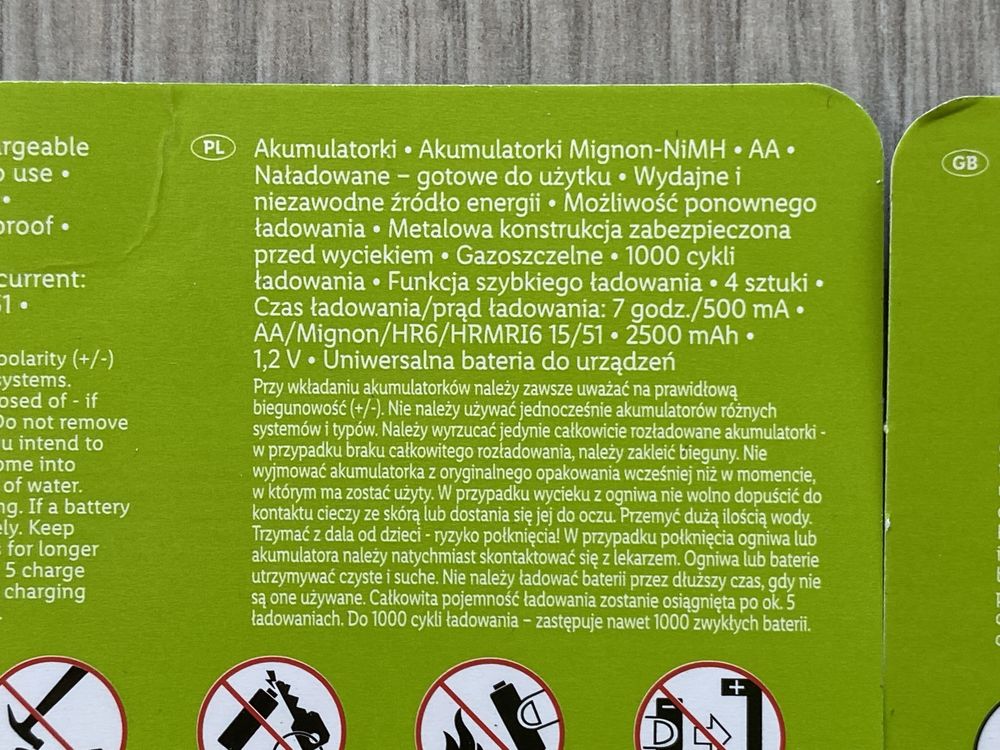 argeable
o use •
•
proof •
current:
51 •
polarity (+/-)
systems.
osed of - if
Do not remove
u intend to
ome into
of water.
ng. If a battery
ely. Keep
s for longer
5 charge
charging
PL
Akumulatorki • Akumulatorki Mignon-NiMH • AA •
Naładowane – gotowe do użytku • Wydajne i
niezawodne źródło energii • Możliwość ponownego
ładowania • Metalowa konstrukcja zabezpieczona
przed wyciekiem • Gazoszczelne • 1000 cykli
ładowania • Funkcja szybkiego ładowania • 4 sztuki •
Czas ładowania/prąd ładowania: 7 godz./500 mA •
AA/Mignon/HR6/HRMRI6 15/51 • 2500 mAh •
1,2 V • Uniwersalna bateria do urządzeń
Przy wkładaniu akumulatorków należy zawsze uważać na prawidłową
biegunowość (+/-). Nie należy używać jednocześnie akumulatorów różnych
systemów i typów. Należy wyrzucać jedynie całkowicie rozładowane akumulatorki -
w przypadku braku całkowitego rozładowania, należy zakleić bieguny. Nie
wyjmować akumulatorka z oryginalnego opakowania wcześniej niż w momencie,
w którym ma zostać użyty. W przypadku wycieku z ogniwa nie wolno dopuścić do
kontaktu cieczy ze skórą lub dostania się jej do oczu. Przemyć dużą ilością wody.
Trzymać z dala od dzieci - ryzyko połknięcia! W przypadku połknięcia ogniwa lub
akumulatora należy natychmiast skontaktować się z lekarzem. Ogniwa lub baterie
utrzymywać czyste i suche. Nie należy ładować baterii przez dłuższy czas, gdy nie
są one używane. Całkowita pojemność ładowania zostanie osiągnięta po ok. 5
ładowaniach. Do 1000 cykli ładowania – zastępuje nawet 1000 zwykłych baterii.
GB